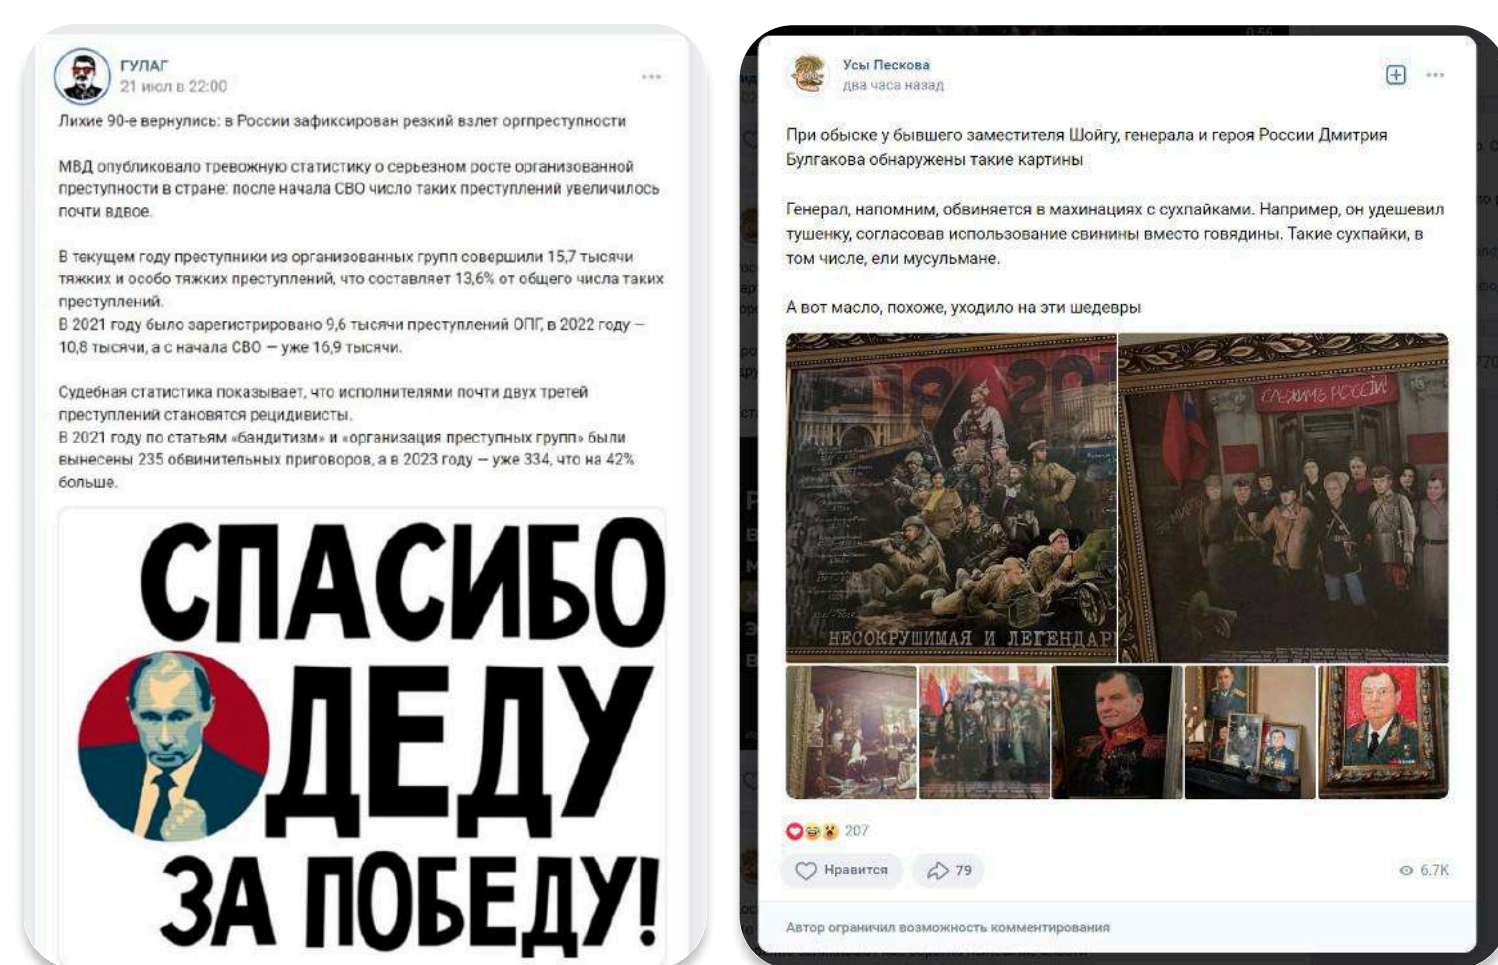 ГУЛАГ
21 июл в 22:00
Лихие 90-е вернулись: в России зафиксирован резкий взлет оргпреступности
МВД опубликовало тревожную статистику о серьезном росте организованной
преступности в стране: после начала СВО число таких преступлений увеличилось
почти вдвое.
В текущем году преступники из организованных групп совершили 15,7 тысячи
тяжких и особо тяжких преступлений, что составляет 13,6% от общего числа таких
преступлений.
В 2021 году было зарегистрировано 9,6 тысячи преступлений ОПГ, в 2022 году —
10,8 тысячи, а с начала СВО — уже 16,9 тысячи.
Судебная статистика показывает, что исполнителями почти двух третей
преступлений становятся рецидивисты.
В 2021 году по статьям «бандитизм» и «организация преступных групп» были
вынесены 235 обвинительных приговоров, а в 2023 году — уже 334, что на 42%
больше.
СПАСИБО
ДЕДУ
ЗА ПОБЕДУ!
0:56
Усы Пескова
два часа назад
При обыске у бывшего заместителя Шойгу, генерала и героя России Дмитрия
Булгакова обнаружены такие картины
Генерал, напомним, обвиняется в махинациях с сухпайками. Например, он удешевил
тушенку, согласовав использование свинины вместо говядины. Такие сухпайки, в
том числе, ели мусульмане.
А вот масло, похоже, уходило на эти шедевры
СЛУЖИТЬ РОССИИ!
НЕСОКРУШИМАЯ И ЛЕГЕНДАР
207
Нравится
79
6.7K
Автор ограничил возможность комментирования